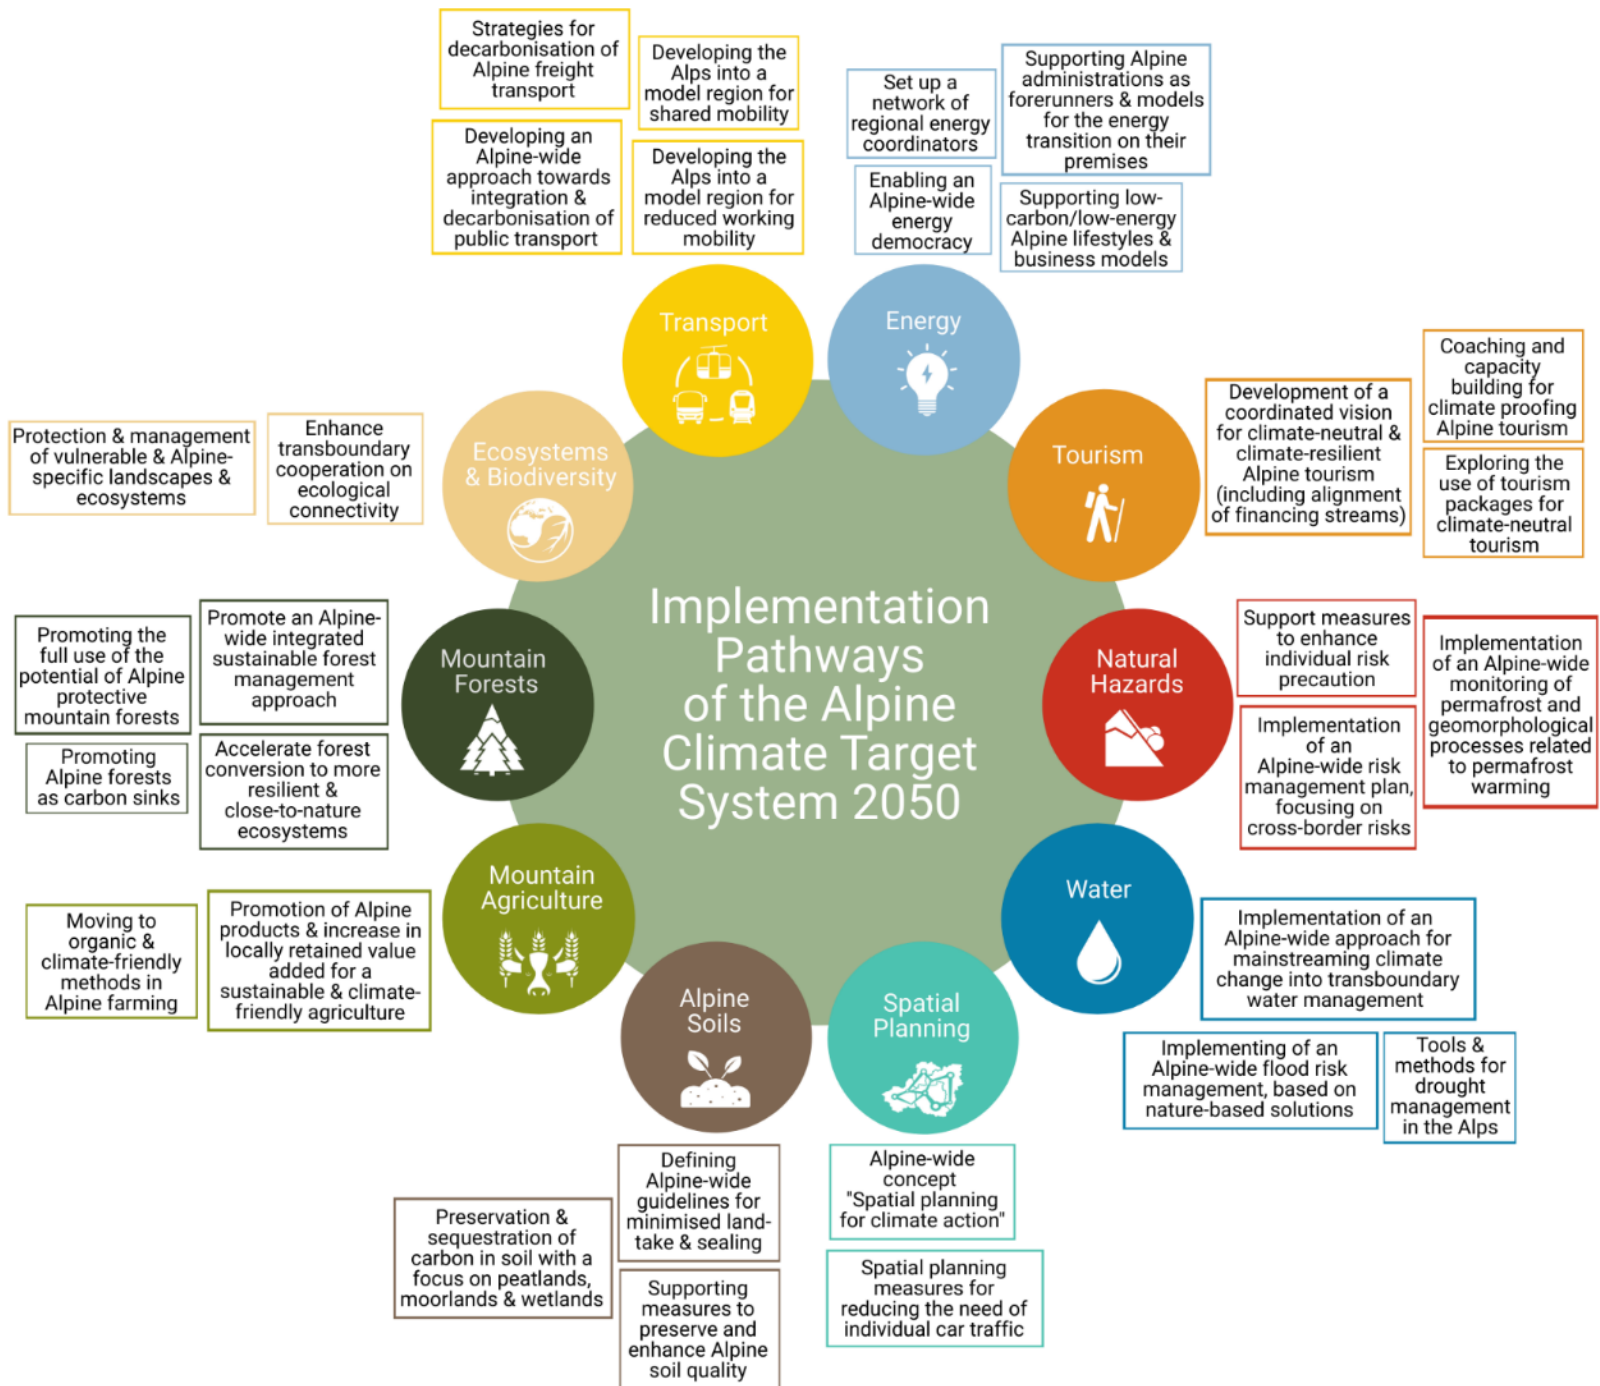 Strategies for
decarbonisation of
Alpine freight
transport
Developing the
Alps into a
model region for
shared mobility
Developing an
Alpine-wide
approach towards
integration &
decarbonisation of
public transport
Developing the
Alps into a
model region for
reduced working
mobility
Set up a
network of
regional energy
coordinators
Supporting Alpine
administrations as
forerunners & models
for the energy
transition on their
premises
Enabling an
Alpine-wide
energy
democracy
Supporting low-
carbon/low-energy
Alpine lifestyles &
business models
Transport
Energy
Tourism
Development of a
coordinated vision
for climate-neutral &
climate-resilient
Alpine tourism
(including alignment
of financing streams)
Coaching and
capacity
building for
climate proofing
Alpine tourism
Exploring the
use of tourism
packages for
climate-neutral
tourism
Protection & management
of vulnerable & Alpine-
specific landscapes &
ecosystems
Enhance
transboundary
cooperation on
ecological
connectivity
Ecosystems
& Biodiversity
Implementation
Pathways
of the Alpine
Climate Target
System 2050
Promoting the
full use of the
potential of Alpine
protective
mountain forests
Promote an Alpine-
wide integrated
sustainable forest
management
approach
Promoting
Alpine forests
as carbon sinks
Accelerate forest
conversion to more
resilient &
close-to-nature
ecosystems
Mountain
Forests
Natural
Hazards
Support measures
to enhance
individual risk
precaution
Implementation
of an
Alpine-wide risk
management plan,
focusing on
cross-border risks
Implementation
of an Alpine-wide
monitoring of
permafrost and
geomorphological
processes related
to permafrost
warming
Moving to
organic &
climate-friendly
methods in
Alpine farming
Promotion of Alpine
products & increase in
locally retained value
added for a
sustainable & climate-
friendly agriculture
Mountain
Agriculture
Water
Implementation of an
Alpine-wide approach for
mainstreaming climate
change into transboundary
water management
Implementing of an
Alpine-wide flood risk
management, based on
nature-based solutions
Tools &
methods for
drought
management
in the Alps
Alpine
Soils
Spatial
Planning
Preservation &
sequestration of
carbon in soil with a
focus on peatlands,
moorlands & wetlands
Defining
Alpine-wide
guidelines for
minimised land-
take & sealing
Supporting
measures to
preserve and
enhance Alpine
soil quality
Alpine-wide
concept
"Spatial planning
for climate action"
Spatial planning
measures for
reducing the need of
individual car traffic